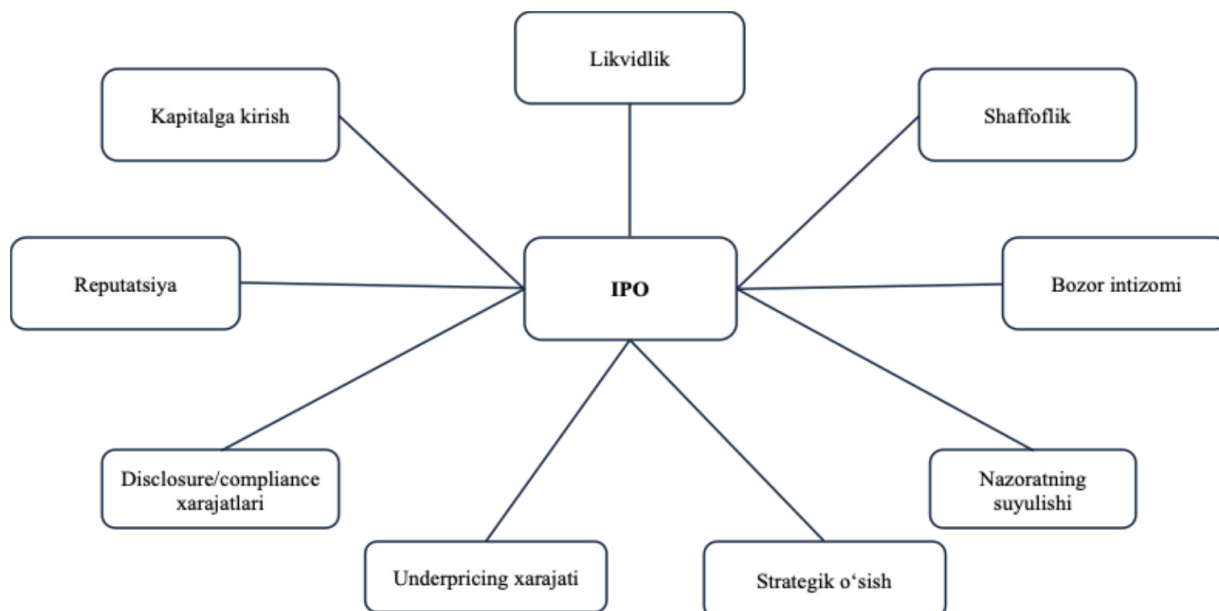 Likvidlik
Kapitalga kirish
Shaffoflik
Reputatsiya
IPO
Bozor intizomi
Disclosure/compliance
xarajatlari
Nazoratning
suyulishi
Underpricing xarajati
Strategik o‘sish